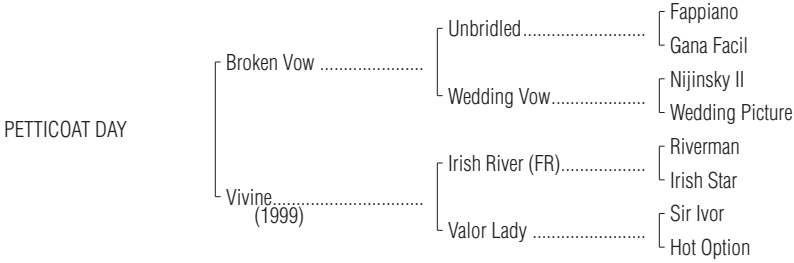 Fappiano
Unbridled..........................
Gana Facil
Broken Vow ......................
Nijinsky II
Wedding Vow....................
Wedding Picture
PETTICOAT DAY
Riverman
Irish River (FR)..................
Irish Star
Vivine................................
(1999)
Sir Ivor
Valor Lady ........................
Hot Option